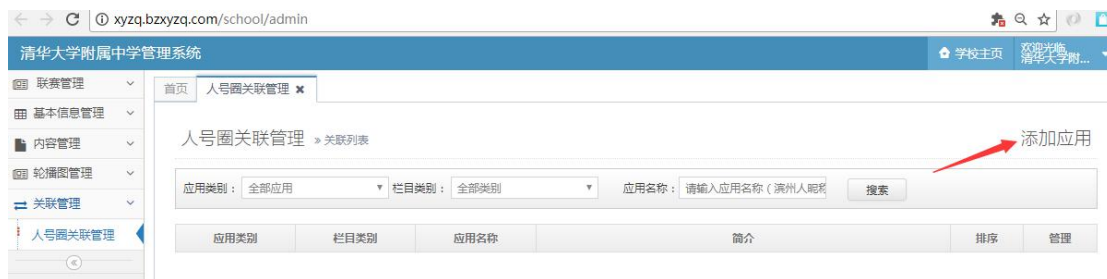 xyzq.bzxyzq.com/school/admin
清华大学附属中学管理系统
学校主页
欢迎光临
清华大学附...
联赛管理
基本信息管理
内容管理
轮播图管理
关联管理
人号圈关联管理
首页
人号圈关联管理 ×
人号圈关联管理 » 关联列表
添加应用
应用类别： 全部应用 栏目类别： 全部类别 应用名称： 请输入应用名称（滨州人昵称 搜索
应用类别 栏目类别 应用名称 简介 排序 管理